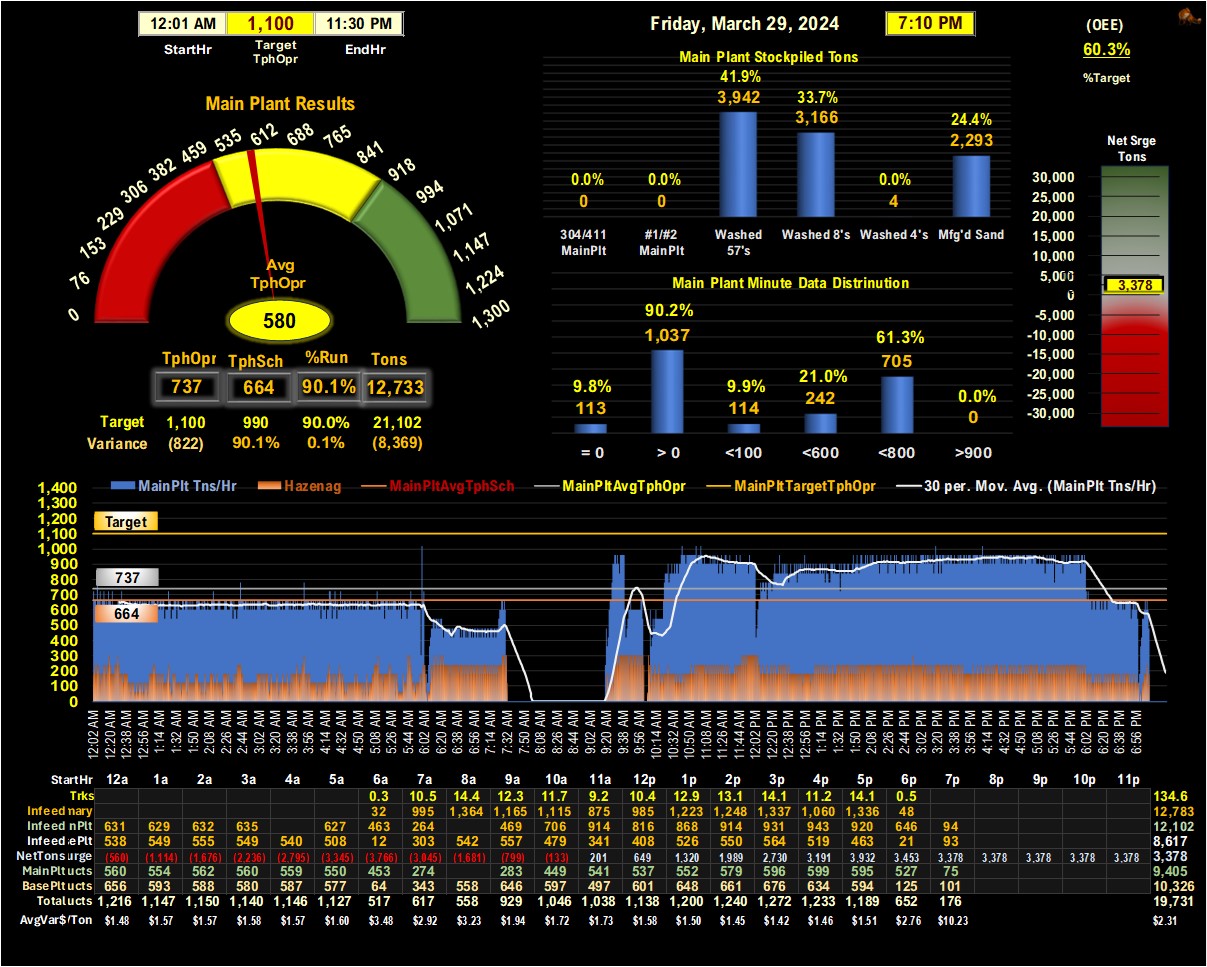 12:01 AM 1,100 11:30 PM
StartHr Target TphOpr EndHr
Friday, March 29, 2024 7:10 PM
(OEE)
60.3%
%Target
Main Plant Results
0 76 153 229 306 382 459 535 612 688 765 841 918 994 1,071 1,147 1,224 1,300
Avg
TphOpr
580
TphOpr TphSch %Run Tons
737 664 90.1% 12,733
Target 1,100 990 90.0% 21,102
Variance (822) 90.1% 0.1% (8,369)
Main Plant Stockpiled Tons
0.0% 0.0% 41.9% 33.7% 0.0% 24.4%
0 0 3,942 3,166 4 2,293
304/411 MainPlt #1/#2 MainPlt Washed 57's Washed 8's Washed 4's Mfg'd Sand
Main Plant Minute Data Distrinution
9.8% 90.2% 9.9% 21.0% 61.3% 0.0%
113 1,037 114 242 705 0
= 0 > 0 <100 <600 <800 >900
Net Srge
Tons
30,000
25,000
20,000
15,000
10,000
5,000
3,378
0
-5,000
-10,000
-15,000
-20,000
-25,000
-30,000
MainPlt Tns/Hr Hazenag MainPltAvgTphSch MainPltAvgTphOpr MainPltTargetTphOpr 30 per. Mov. Avg. (MainPlt Tns/Hr)
1,400
1,300
1,200
1,100
1,000
900
800
700
600
500
400
300
200
100
0
Target
737
664
12:02 AM 12:20 AM 12:38 AM 12:56 AM 1:14 AM 1:32 AM 1:50 AM 2:08 AM 2:26 AM 2:44 AM 3:02 AM 3:20 AM 3:38 AM 3:56 AM 4:14 AM 4:32 AM 4:50 AM 5:08 AM 5:26 AM 5:44 AM 6:02 AM 6:20 AM 6:38 AM 6:56 AM 7:14 AM 7:32 AM 7:50 AM 8:08 AM 8:26 AM 8:44 AM 9:02 AM 9:20 AM 9:38 AM 9:56 AM 10:14 AM 10:32 AM 10:50 AM 11:08 AM 11:26 AM 11:44 AM 12:02 PM 12:20 PM 12:38 PM 12:56 PM 1:14 PM 1:32 PM 1:50 PM 2:08 PM 2:26 PM 2:44 PM 3:02 PM 3:20 PM 3:38 PM 3:56 PM 4:14 PM 4:32 PM 4:50 PM 5:08 PM 5:26 PM 5:44 PM 6:02 PM 6:20 PM 6:38 PM 6:56 PM
StartHr 12a 1a 2a 3a 4a 5a 6a 7a 8a 9a 10a 11a 12p 1p 2p 3p 4p 5p 6p 7p 8p 9p 10p 11p
Trks 0.3 10.5 14.4 12.3 11.7 9.2 10.4 12.9 13.1 14.1 11.2 14.1 0.5 134.6
Infeed mary 32 995 1,364 1,165 1,115 875 985 1,223 1,248 1,337 1,060 1,336 48 12,783
Infeed nPlt 631 629 632 635 627 463 264 469 706 914 816 868 914 931 943 920 646 94 12,102
Infeed ePlt 538 549 555 549 540 508 12 303 542 557 479 341 408 526 550 564 519 463 21 93 8,617
NetTons urge (560) (1,114) (1,676) (2,236) (2,795) (3,345) (3,766) (3,045) (1,681) (799) (133) 201 649 1,320 1,989 2,730 3,191 3,932 3,453 3,378 3,378 3,378 3,378 3,378 3,378
MainPlt ucts 560 554 562 560 559 550 453 274 283 449 541 537 552 579 596 599 595 527 75 9,405
BasePlt ucts 656 593 588 580 587 577 64 343 558 646 597 497 601 648 661 676 634 594 125 101 10,326
Total ucts 1,216 1,147 1,150 1,140 1,146 1,127 517 617 558 929 1,046 1,038 1,138 1,200 1,240 1,272 1,233 1,189 652 176 19,731
AvgVar$/Ton $1.48 $1.57 $1.57 $1.58 $1.57 $1.60 $3.48 $2.92 $3.23 $1.94 $1.72 $1.73 $1.58 $1.50 $1.45 $1.42 $1.46 $1.51 $2.76 $10.23 $2.31